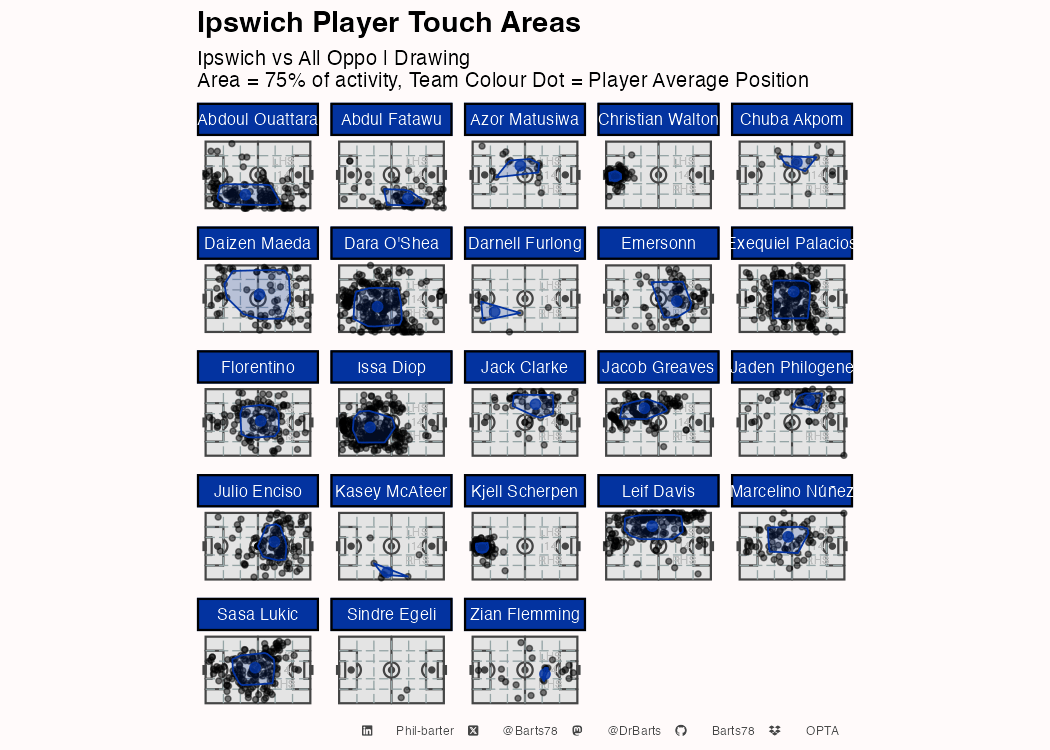 Ipswich Player Touch Areas
Ipswich vs All Oppo | Drawing
Area = 75% of activity, Team Colour Dot = Player Average Position
Abdoul Ouattara Abdul Fatawu Azor Matusiwa Christian Walton Chuba Akpom
Daizen Maeda Dara O'Shea Darnell Furlong Emersonn Exequiel Palacios
Florentino Issa Diop Jack Clarke Jacob Greaves Jaden Philogene
Julio Enciso Kasey McAteer Kjell Scherpen Leif Davis Marcelino Núñez
Sasa Lukic Sindre Egeli Zian Flemming
Phil-barter @Barts78 @DrBarts Barts78 OPTA